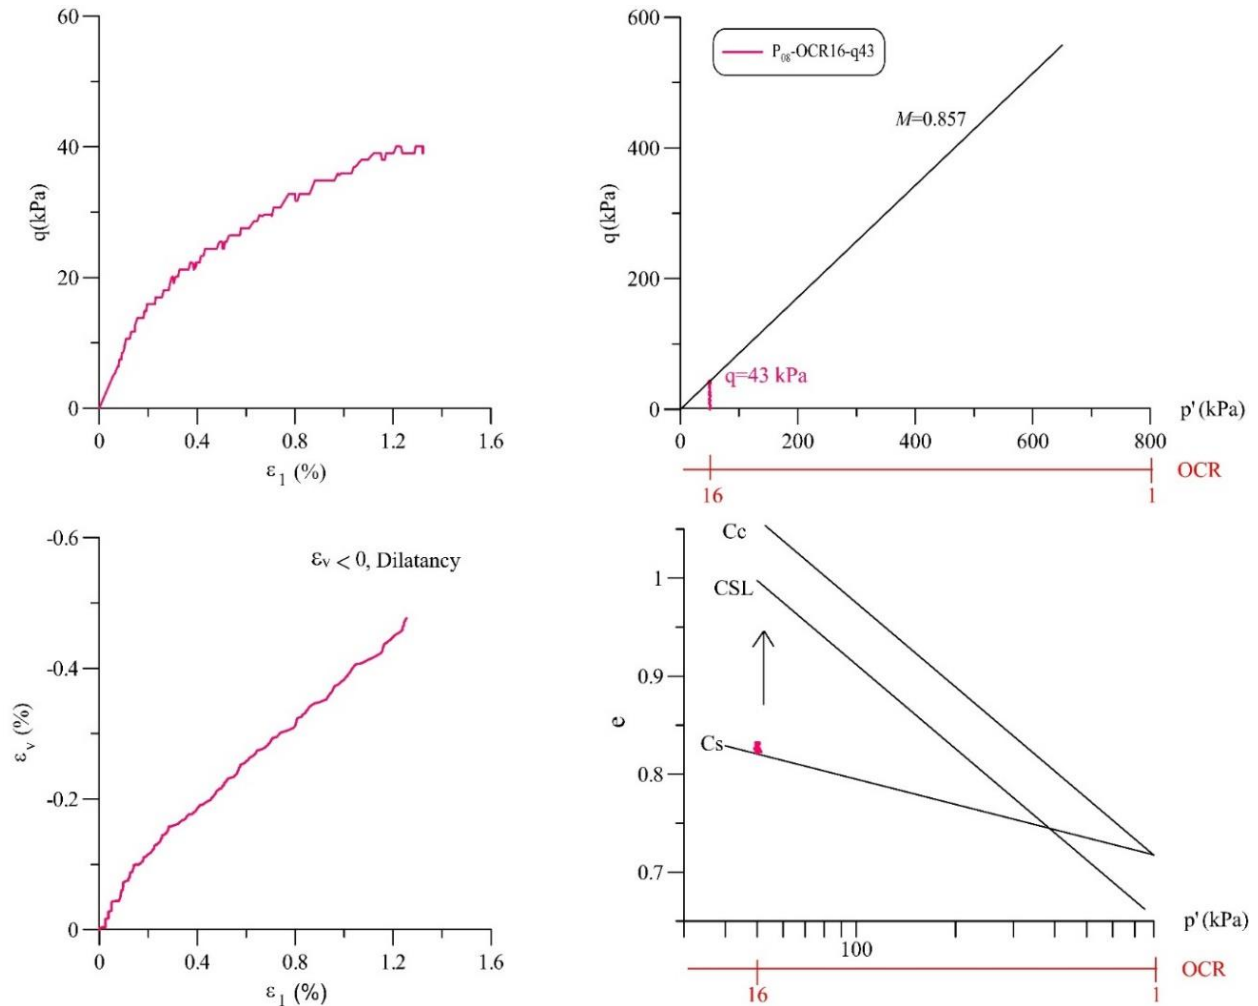 60
40
20
0
q(kPa)
0
0.4
0.8
1.2
1.6
ε1 (%)
600
400
200
0
q(kPa)
P08-OCR16-q43
M=0.857
q=43 kPa
0
200
400
600
800
p'(kPa)
16
1
OCR
-0.6
-0.4
-0.2
0
εv (%)
εv < 0, Dilatancy
0
0.4
0.8
1.2
1.6
ε1 (%)
1
0.9
0.8
0.7
e
Cc
CSL
Cs
100
p'(kPa)
16
1
OCR